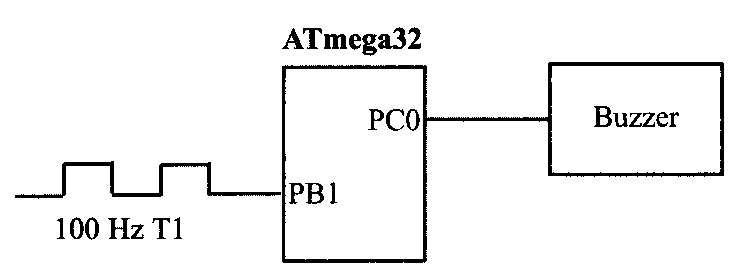 ATmega32
PC0
Buzzer
PB1
100 Hz T1